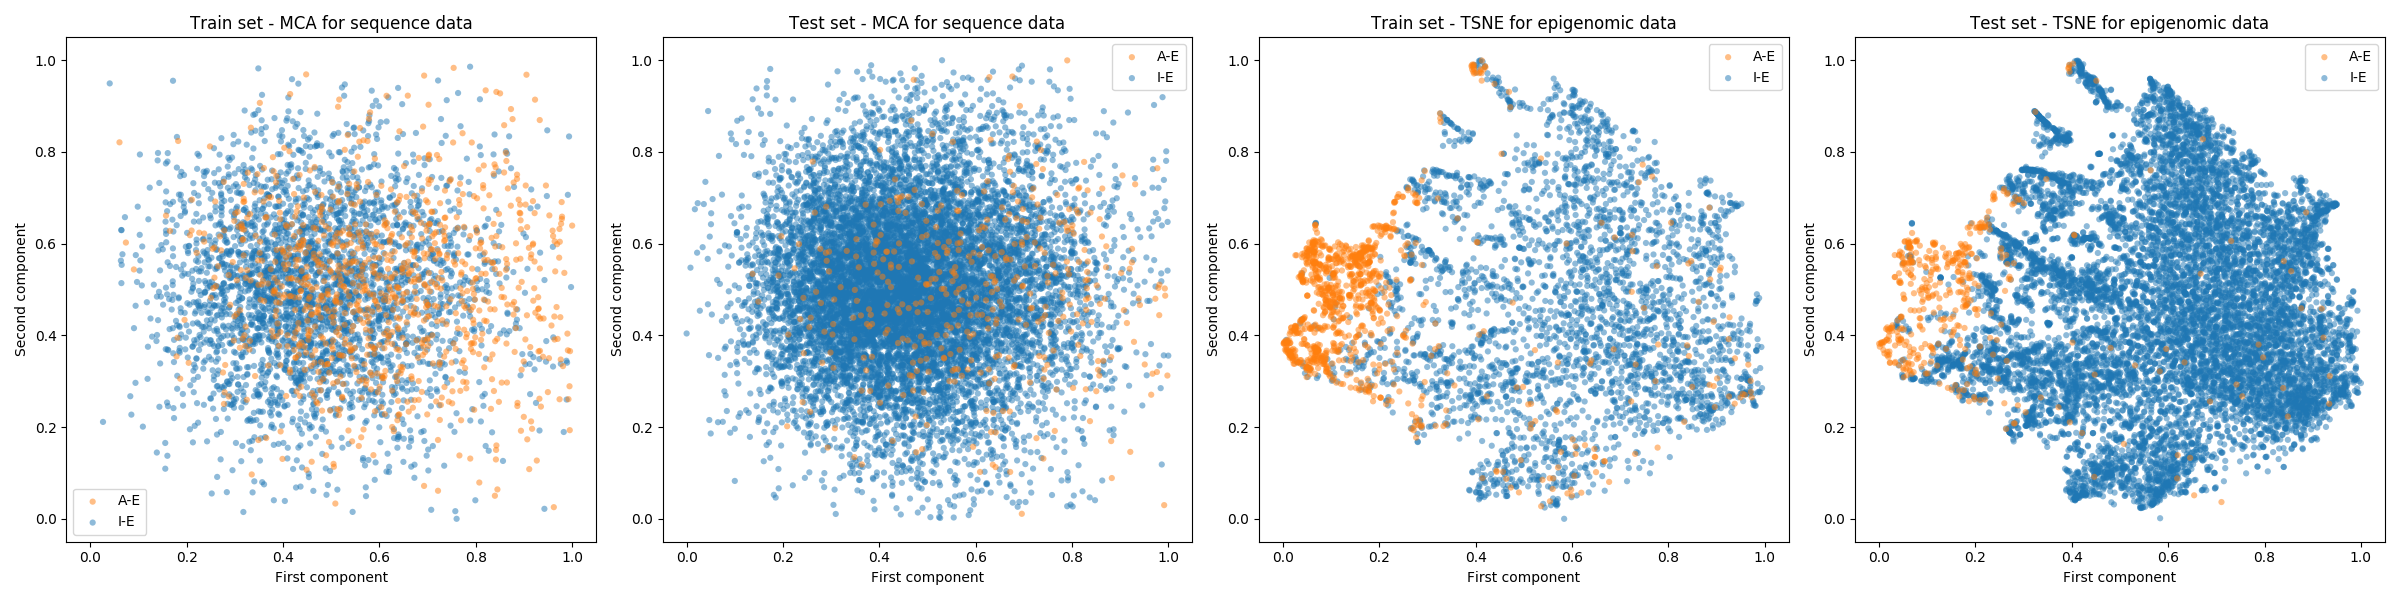 Train set - MCA for sequence data
Second component
1.0
0.8
0.6
0.4
0.2
0.0
A-E
I-E
0.0 0.2 0.4 0.6 0.8 1.0
First component
Test set - MCA for sequence data
Second component
1.0
0.8
0.6
0.4
0.2
0.0
A-E
I-E
0.0 0.2 0.4 0.6 0.8 1.0
First component
Train set - TSNE for epigenomic data
Second component
1.0
0.8
0.6
0.4
0.2
0.0
A-E
I-E
0.0 0.2 0.4 0.6 0.8 1.0
First component
Test set - TSNE for epigenomic data
Second component
1.0
0.8
0.6
0.4
0.2
0.0
A-E
I-E
0.0 0.2 0.4 0.6 0.8 1.0
First component